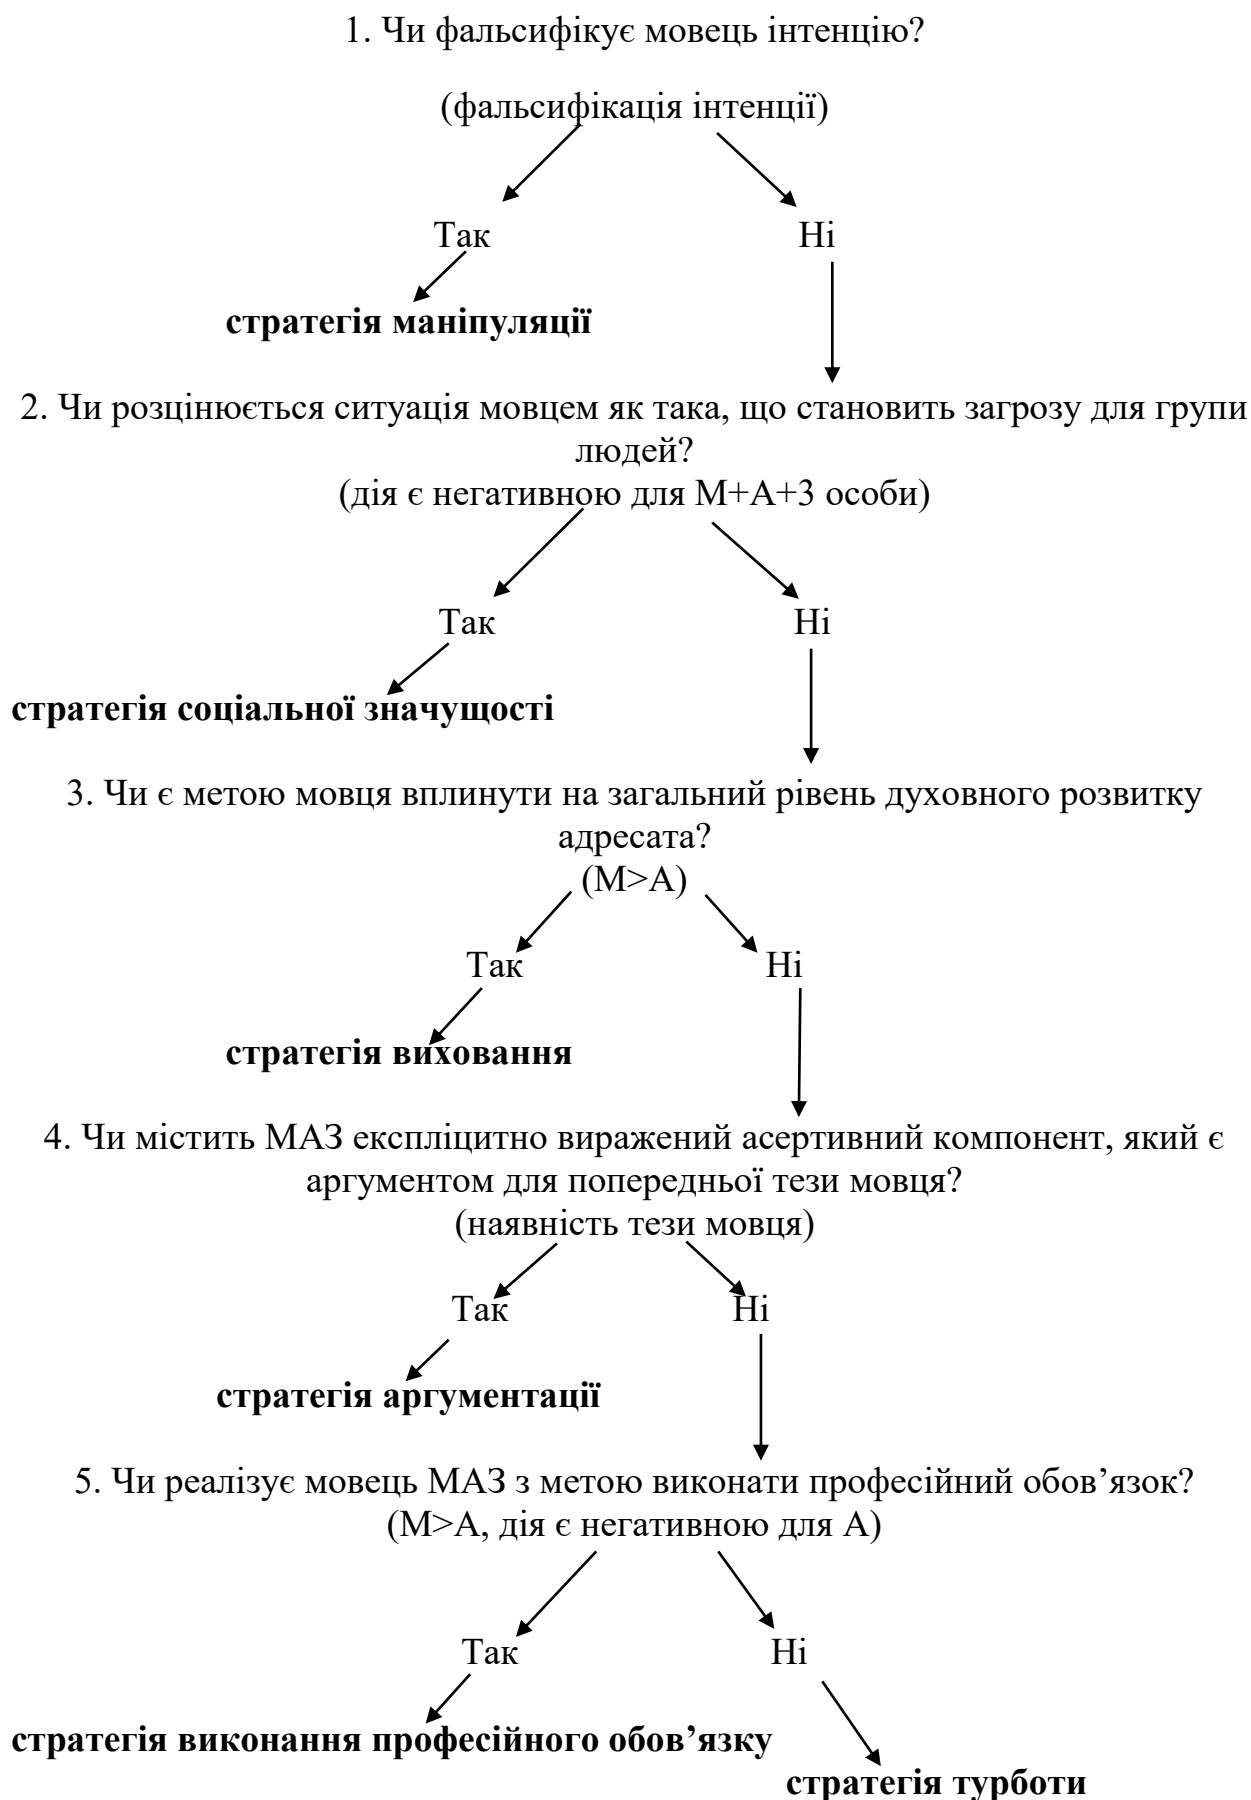 1. Чи фальсифікує мовець інтенцію?
(фальсифікація інтенції)
Так Ні
стратегія маніпуляції
2. Чи розцінюється ситуація мовцем як така, що становить загрозу для групи
людей?
(дія є негативною для М+А+3 особи)
Так Ні
стратегія соціальної значущості
3. Чи є метою мовця вплинути на загальний рівень духовного розвитку
адресата?
(М>А)
Так Ні
стратегія виховання
4. Чи містить МАЗ експліцитно виражений асертивний компонент, який є
аргументом для попередньої тези мовця?
(наявність тези мовця)
Так Ні
стратегія аргументації
5. Чи реалізує мовець МАЗ з метою виконати професійний обов’язок?
(М>А, дія є негативною для А)
Так Ні
стратегія виконання професійного обов’язку
стратегія турботи